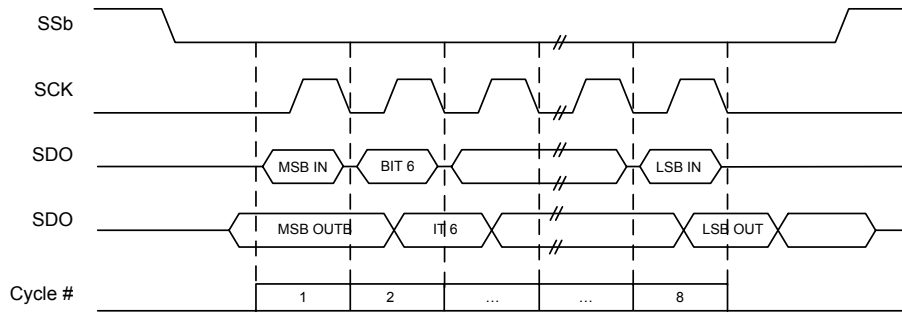 SSb
SCK
SDO MSB IN BIT 6 LSB IN
SDO MSB OUTB IT 6 LSB OUT
Cycle # 1 2 ... ... 8